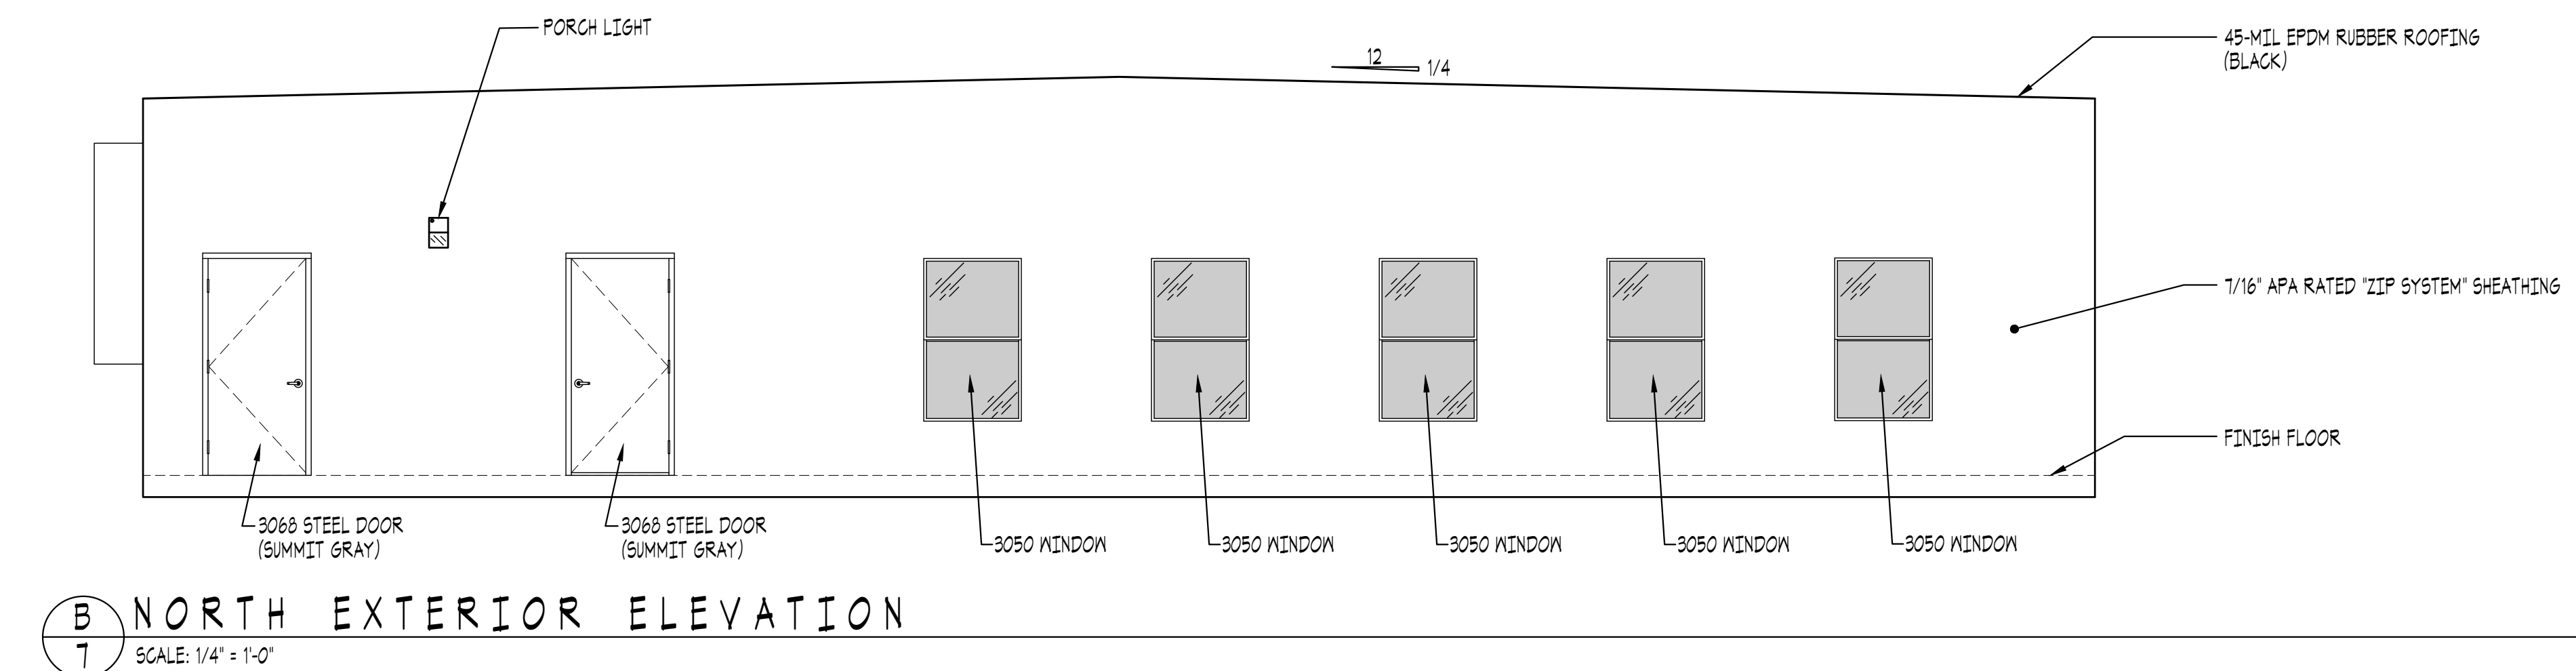 PORCH LIGHT
12
1/4
45-MIL EPDM RUBBER ROOFING
(BLACK)
7/16" APA RATED "ZIP SYSTEM" SHEATHING
FINISH FLOOR
3068 STEEL DOOR
(SUMMIT GRAY)
3068 STEEL DOOR
(SUMMIT GRAY)
3050 WINDOW
3050 WINDOW
3050 WINDOW
3050 WINDOW
3050 WINDOW
B
NORTH EXTERIOR ELEVATION
7
SCALE: 1/4" = 1'-0"